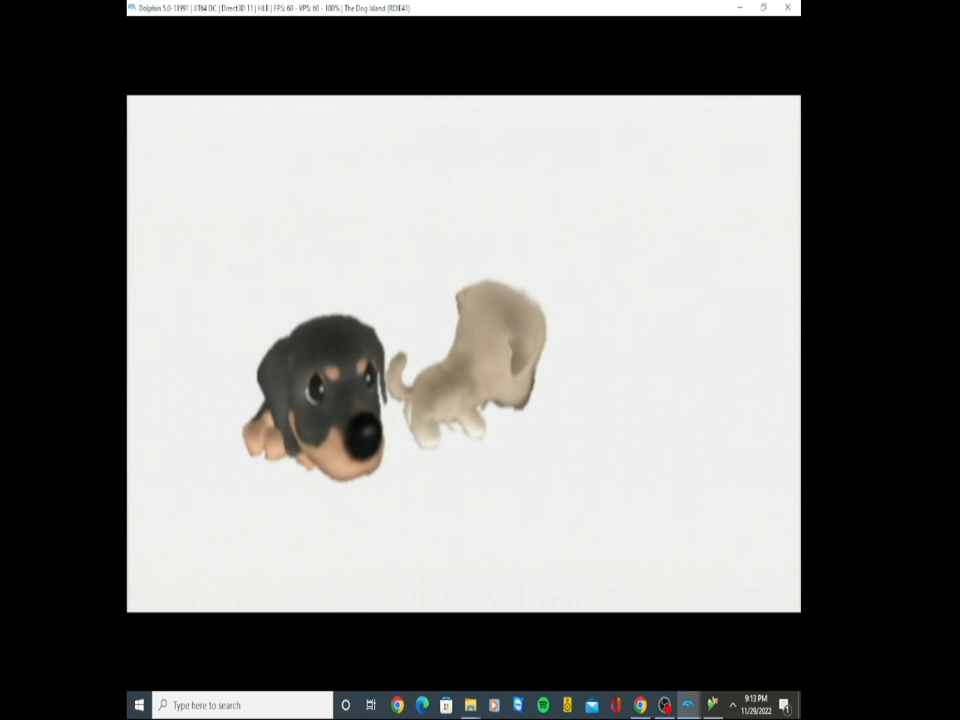 Dolphin 5.0-11991 | JIT64 DC | Direct3D 11 | HLE | FPS: 60 - VPS: 60 - 100% | The Dog Island (RDIE41)
Type here to search
9:13 PM
11/29/2022
1